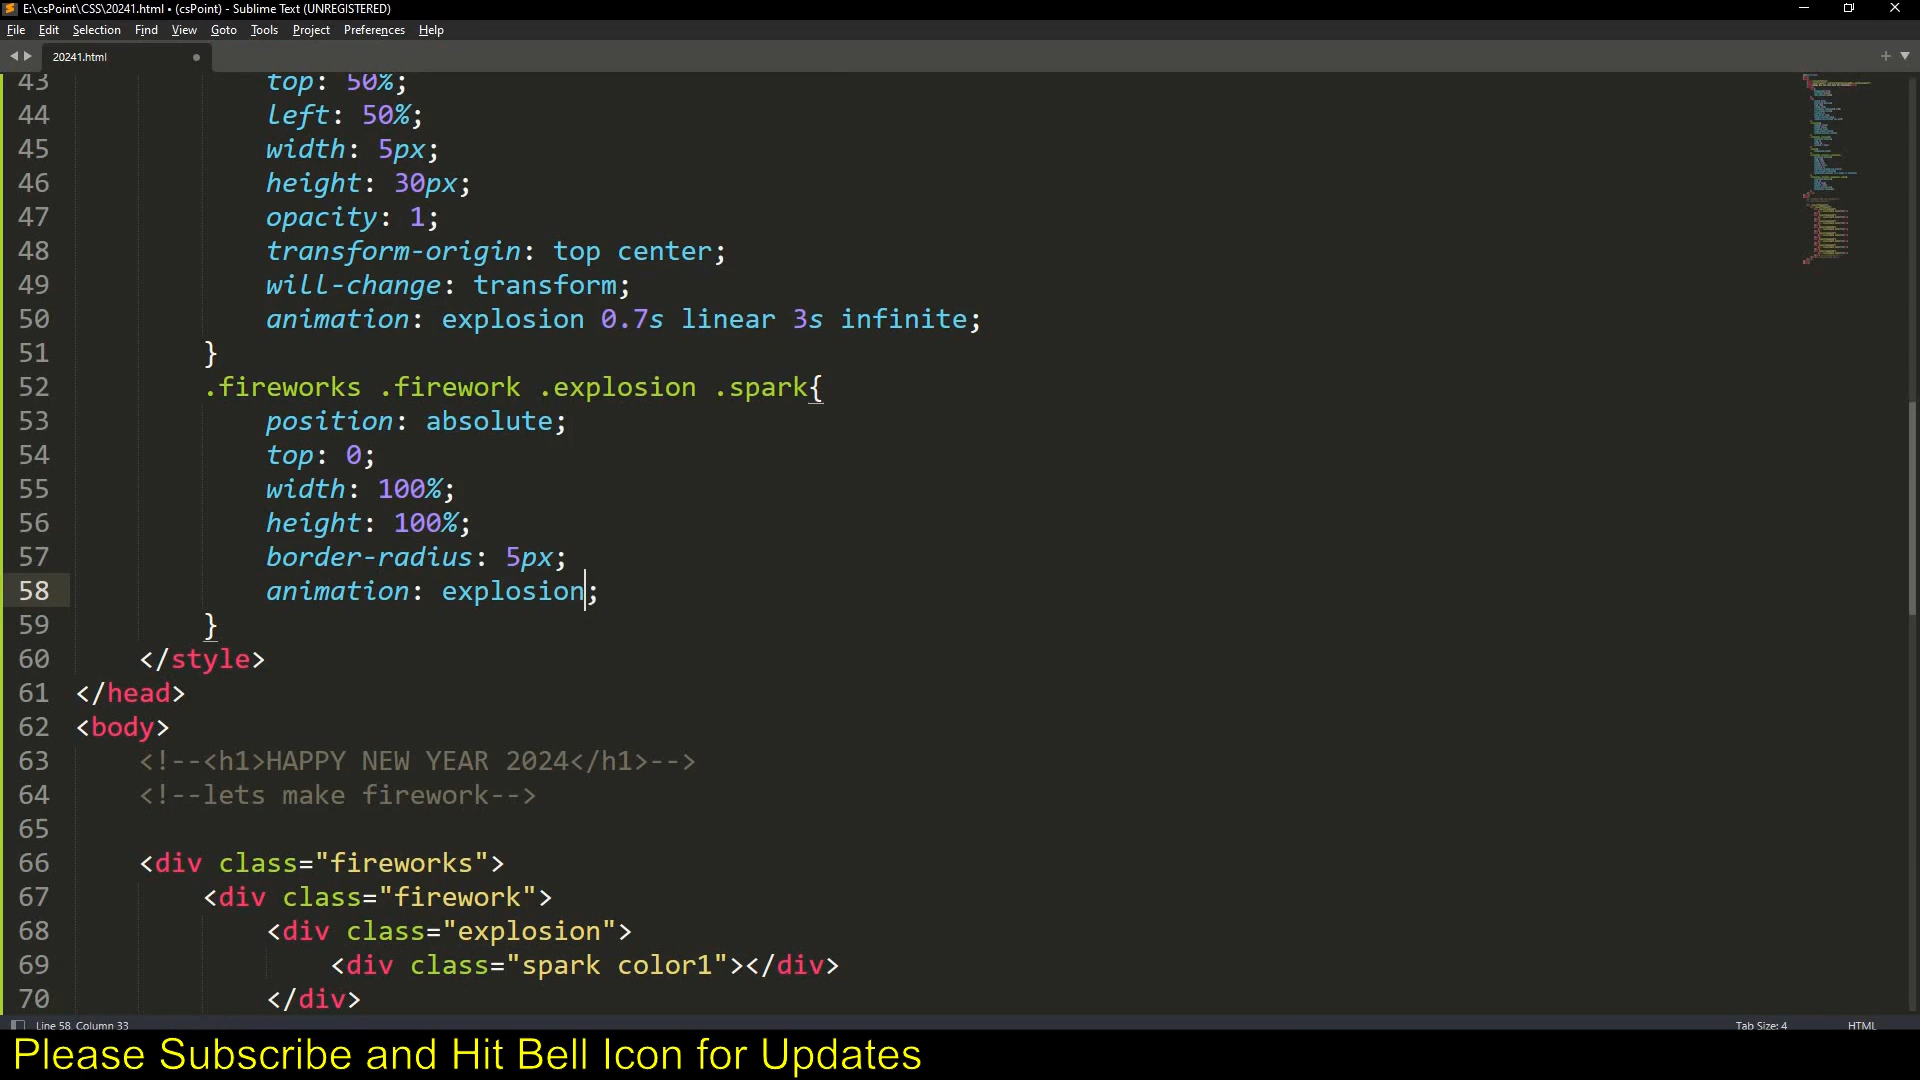 E:\csPoint\CSS\20241.html • (csPoint) - Sublime Text (UNREGISTERED)
File Edit Selection Find View Goto Tools Project Preferences Help
20241.html
43 top: 50%;
44 left: 50%;
45 width: 5px;
46 height: 30px;
47 opacity: 1;
48 transform-origin: top center;
49 will-change: transform;
50 animation: explosion 0.7s linear 3s infinite;
51 }
52 .fireworks .firework .explosion .spark{
53 position: absolute;
54 top: 0;
55 width: 100%;
56 height: 100%;
57 border-radius: 5px;
58 animation: explosion;
59 }
60 </style>
61 </head>
62 <body>
63 <!--<h1>HAPPY NEW YEAR 2024</h1>-->
64 <!--lets make firework-->
65
66 <div class="fireworks">
67 <div class="firework">
68 <div class="explosion">
69 <div class="spark color1"></div>
70 </div>
Line 58, Column 33
Tab Size: 4
HTML
Please Subscribe and Hit Bell Icon for Updates